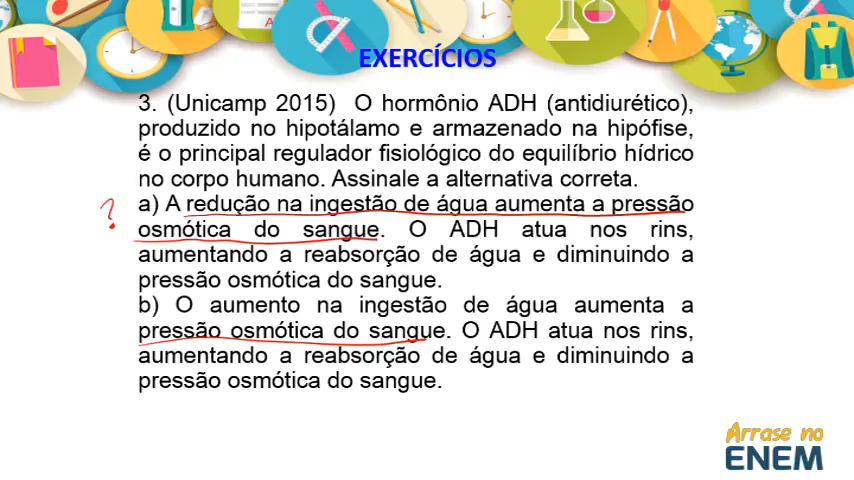 EXERCÍCIOS
3. (Unicamp 2015) O hormônio ADH (antidiurético),
produzido no hipotálamo e armazenado na hipófise,
é o principal regulador fisiológico do equilíbrio hídrico
no corpo humano. Assinale a alternativa correta.
? a) A redução na ingestão de água aumenta a pressão
osmótica do sangue. O ADH atua nos rins,
aumentando a reabsorção de água e diminuindo a
pressão osmótica do sangue.
b) O aumento na ingestão de água aumenta a
pressão osmótica do sangue. O ADH atua nos rins,
aumentando a reabsorção de água e diminuindo a
pressão osmótica do sangue.
Arrase no
ENEM